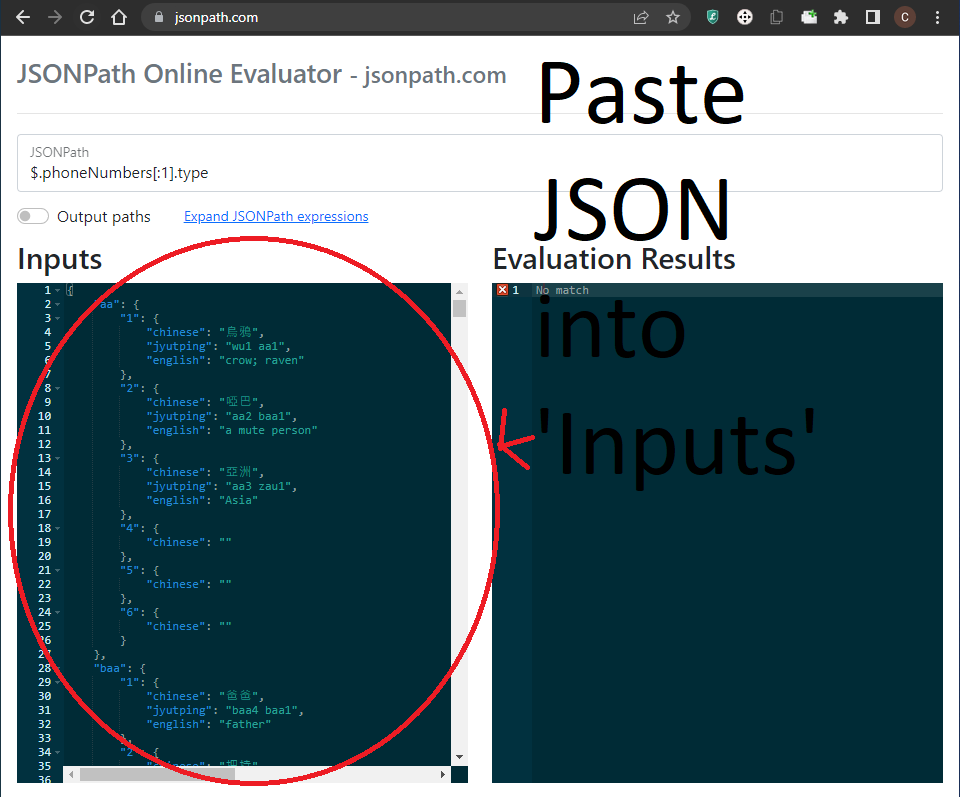 jsonpath.com
C
JSONPath Online Evaluator - jsonpath.com
JSONPath
$.phoneNumbers[:1].type
Output paths
Expand JSONPath expressions
Inputs
1 {
2 "aa": {
3 "1": {
4 "chinese": "烏鴉",
5 "jyutping": "wu1 aa1",
6 "english": "crow; raven"
7 },
8 "2": {
9 "chinese": "啞巴",
10 "jyutping": "aa2 baa1",
11 "english": "a mute person"
12 },
13 "3": {
14 "chinese": "亞洲",
15 "jyutping": "aa3 zau1",
16 "english": "Asia"
17 },
18 "4": {
19 "chinese": ""
20 },
21 "5": {
22 "chinese": ""
23 },
24 "6": {
25 "chinese": ""
26 }
27 },
28 "baa": {
29 "1": {
30 "chinese": "爸爸",
31 "jyutping": "baa4 baa1",
32 "english": "father"
33 },
34 "2": {
35 "chinese": "把持",
36
Evaluation Results
1 No match
Paste
JSON
into
'Inputs'